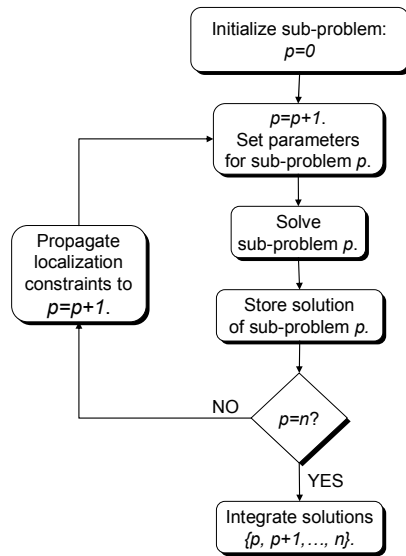 Initialize sub-problem:
p=0
p=p+1.
Set parameters
for sub-problem p.
Solve
sub-problem p.
Propagate
localization
constraints to
p=p+1.
Store solution
of sub-problem p.
NO
p=n?
YES
Integrate solutions
{p, p+1,..., n}.